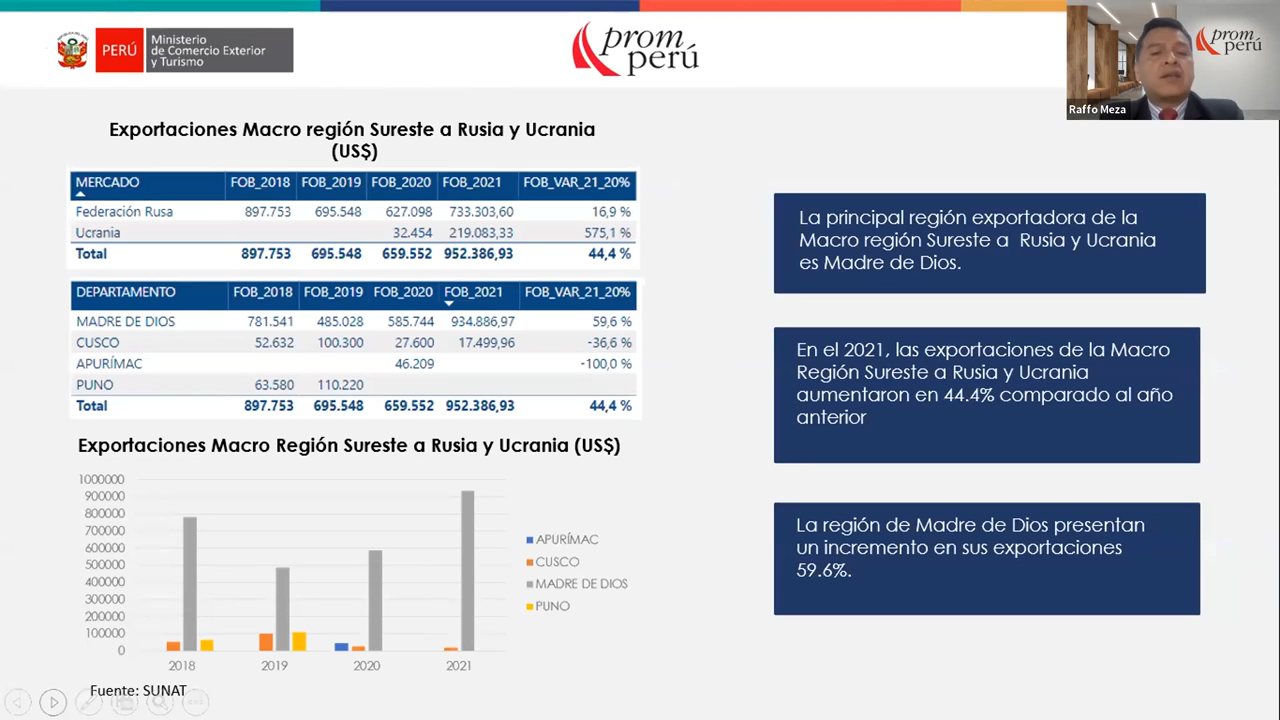 PERÚ
Ministerio
de Comercio Exterior
y Turismo
prom
perú
prom
perú
Raffo Meza
Exportaciones Macro región Sureste a Rusia y Ucrania
(US$)
MERCADO FOB_2018 FOB_2019 FOB_2020 FOB_2021 FOB_VAR_21_20%
Federación Rusa 897.753 695.548 627.098 733.303,60 16,9 %
Ucrania 32.454 219.083,33 575,1 %
Total 897.753 695.548 659.552 952.386,93 44,4 %
DEPARTAMENTO FOB_2018 FOB_2019 FOB_2020 FOB_2021 FOB_VAR_21_20%
MADRE DE DIOS 781.541 485.028 585.744 934.886,97 59,6 %
CUSCO 52.632 100.300 27.600 17.499,96 -36,6 %
APURÍMAC 46.209 -100,0 %
PUNO 63.580 110.220
Total 897.753 695.548 659.552 952.386,93 44,4 %
Exportaciones Macro Región Sureste a Rusia y Ucrania (US$)
1000000
900000
800000
700000
600000
500000
400000
300000
200000
100000
0
2018 2019 2020 2021
APURÍMAC
CUSCO
MADRE DE DIOS
PUNO
Fuente: SUNAT
La principal región exportadora de la
Macro región Sureste a Rusia y Ucrania
es Madre de Dios.
En el 2021, las exportaciones de la Macro
Región Sureste a Rusia y Ucrania
aumentaron en 44.4% comparado al año
anterior
La región de Madre de Dios presentan
un incremento en sus exportaciones
59.6%.